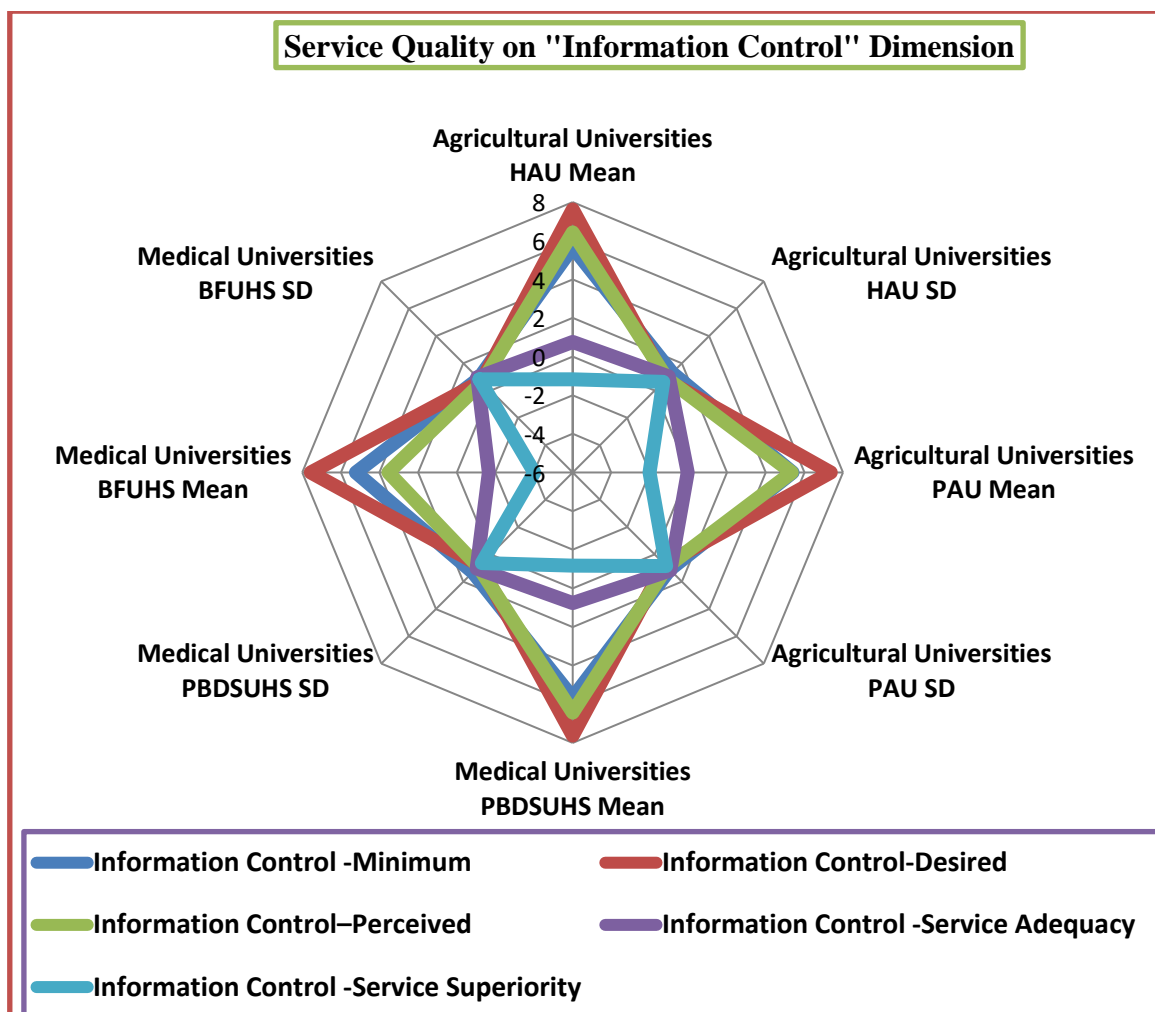 Service Quality on "Information Control" Dimension
Agricultural Universities
HAU Mean
Agricultural Universities
HAU SD
Agricultural Universities
PAU Mean
Agricultural Universities
PAU SD
Medical Universities
PBDSUHS Mean
Medical Universities
PBDSUHS SD
Medical Universities
BFUHS Mean
Medical Universities
BFUHS SD
8
6
4
2
0
-2
-4
-6
Information Control -Minimum
Information Control-Desired
Information Control–Perceived
Information Control -Service Adequacy
Information Control -Service Superiority